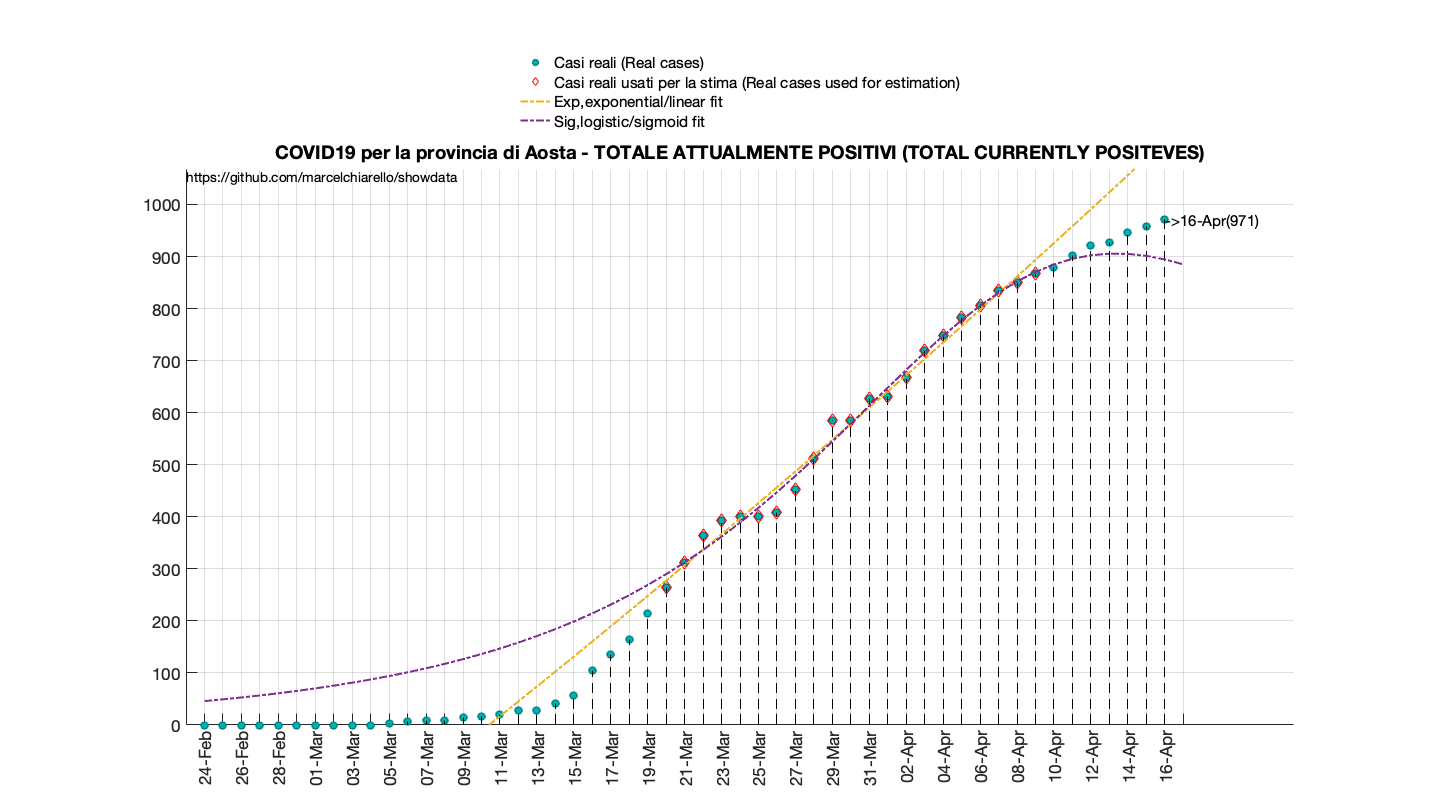 Casi reali (Real cases)
Casi reali usati per la stima (Real cases used for estimation)
Exp,exponential/linear fit
Sig,logistic/sigmoid fit
COVID19 per la provincia di Aosta - TOTALE ATTUALMENTE POSITIVI (TOTAL CURRENTLY POSITEVES)
https://github.com/marcelchiarello/showdata
1000
900
800
700
600
500
400
300
200
100
0
->16-Apr(971)
24-Feb
26-Feb
28-Feb
01-Mar
03-Mar
05-Mar
07-Mar
09-Mar
11-Mar
13-Mar
15-Mar
17-Mar
19-Mar
21-Mar
23-Mar
25-Mar
27-Mar
29-Mar
31-Mar
02-Apr
04-Apr
06-Apr
08-Apr
10-Apr
12-Apr
14-Apr
16-Apr